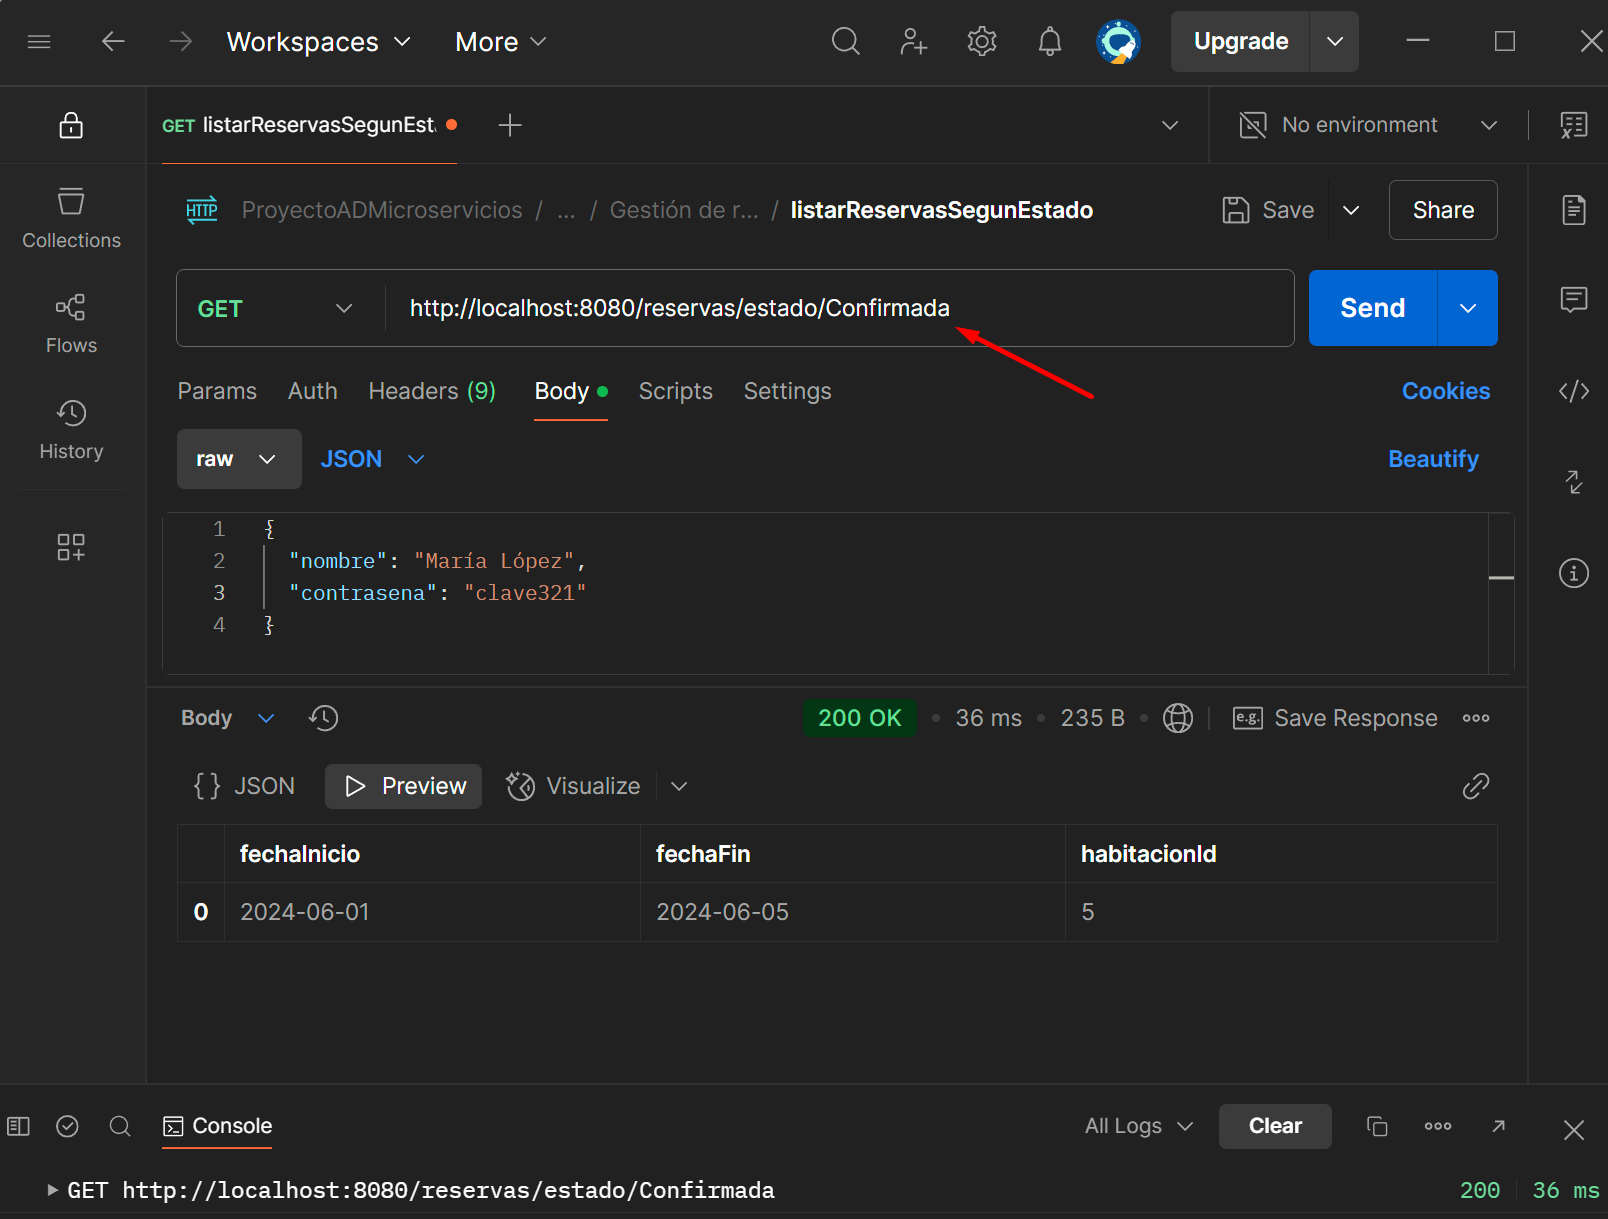 Workspaces More Upgrade
GET listarReservasSegunEst. No environment
HTTP ProyectoADMicroservicios / ... / Gestión de r... / listarReservasSegunEstado Save Share
GET http://localhost:8080/reservas/estado/Confirmada Send
Collections
Flows
History
Params Auth Headers (9) Body Scripts Settings Cookies
raw JSON Beautify
1 {
2 "nombre": "María López",
3 "contrasena": "clave321"
4 }
Body 200 OK 36 ms 235 B e.g. Save Response
{} JSON Preview Visualize
fechaInicio fechaFin habitacionId
0 2024-06-01 2024-06-05 5
Console All Logs Clear
GET http://localhost:8080/reservas/estado/Confirmada 200 36 ms